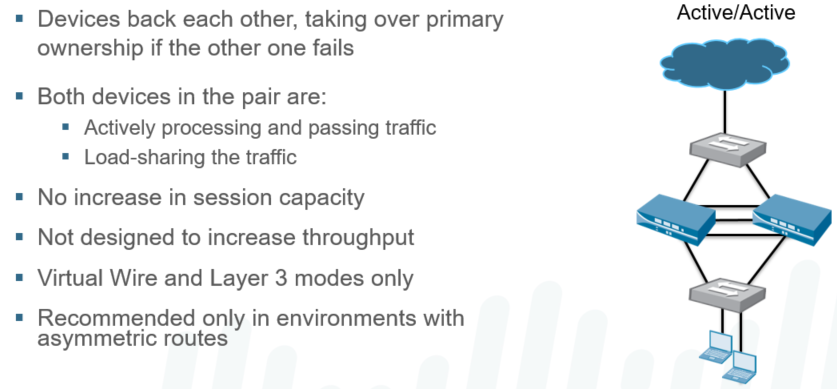 Devices back each other, taking over primary
ownership if the other one fails
Both devices in the pair are:
Actively processing and passing traffic
Load-sharing the traffic
No increase in session capacity
Not designed to increase throughput
Virtual Wire and Layer 3 modes only
Recommended only in environments with
asymmetric routes
Active/Active